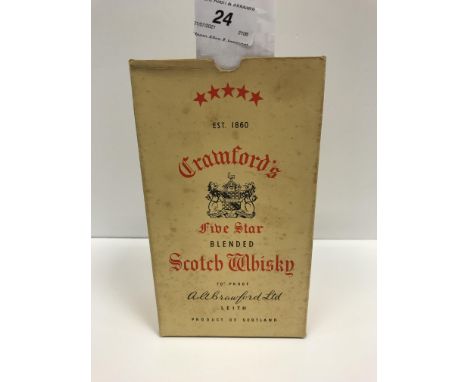 24
EST. 1860
Crawford's
Five Star
BLENDED
Scotch Whisky
70° PROOF
A.&A. Crawford Ltd
LEITH
PRODUCT OF SCOTLAND